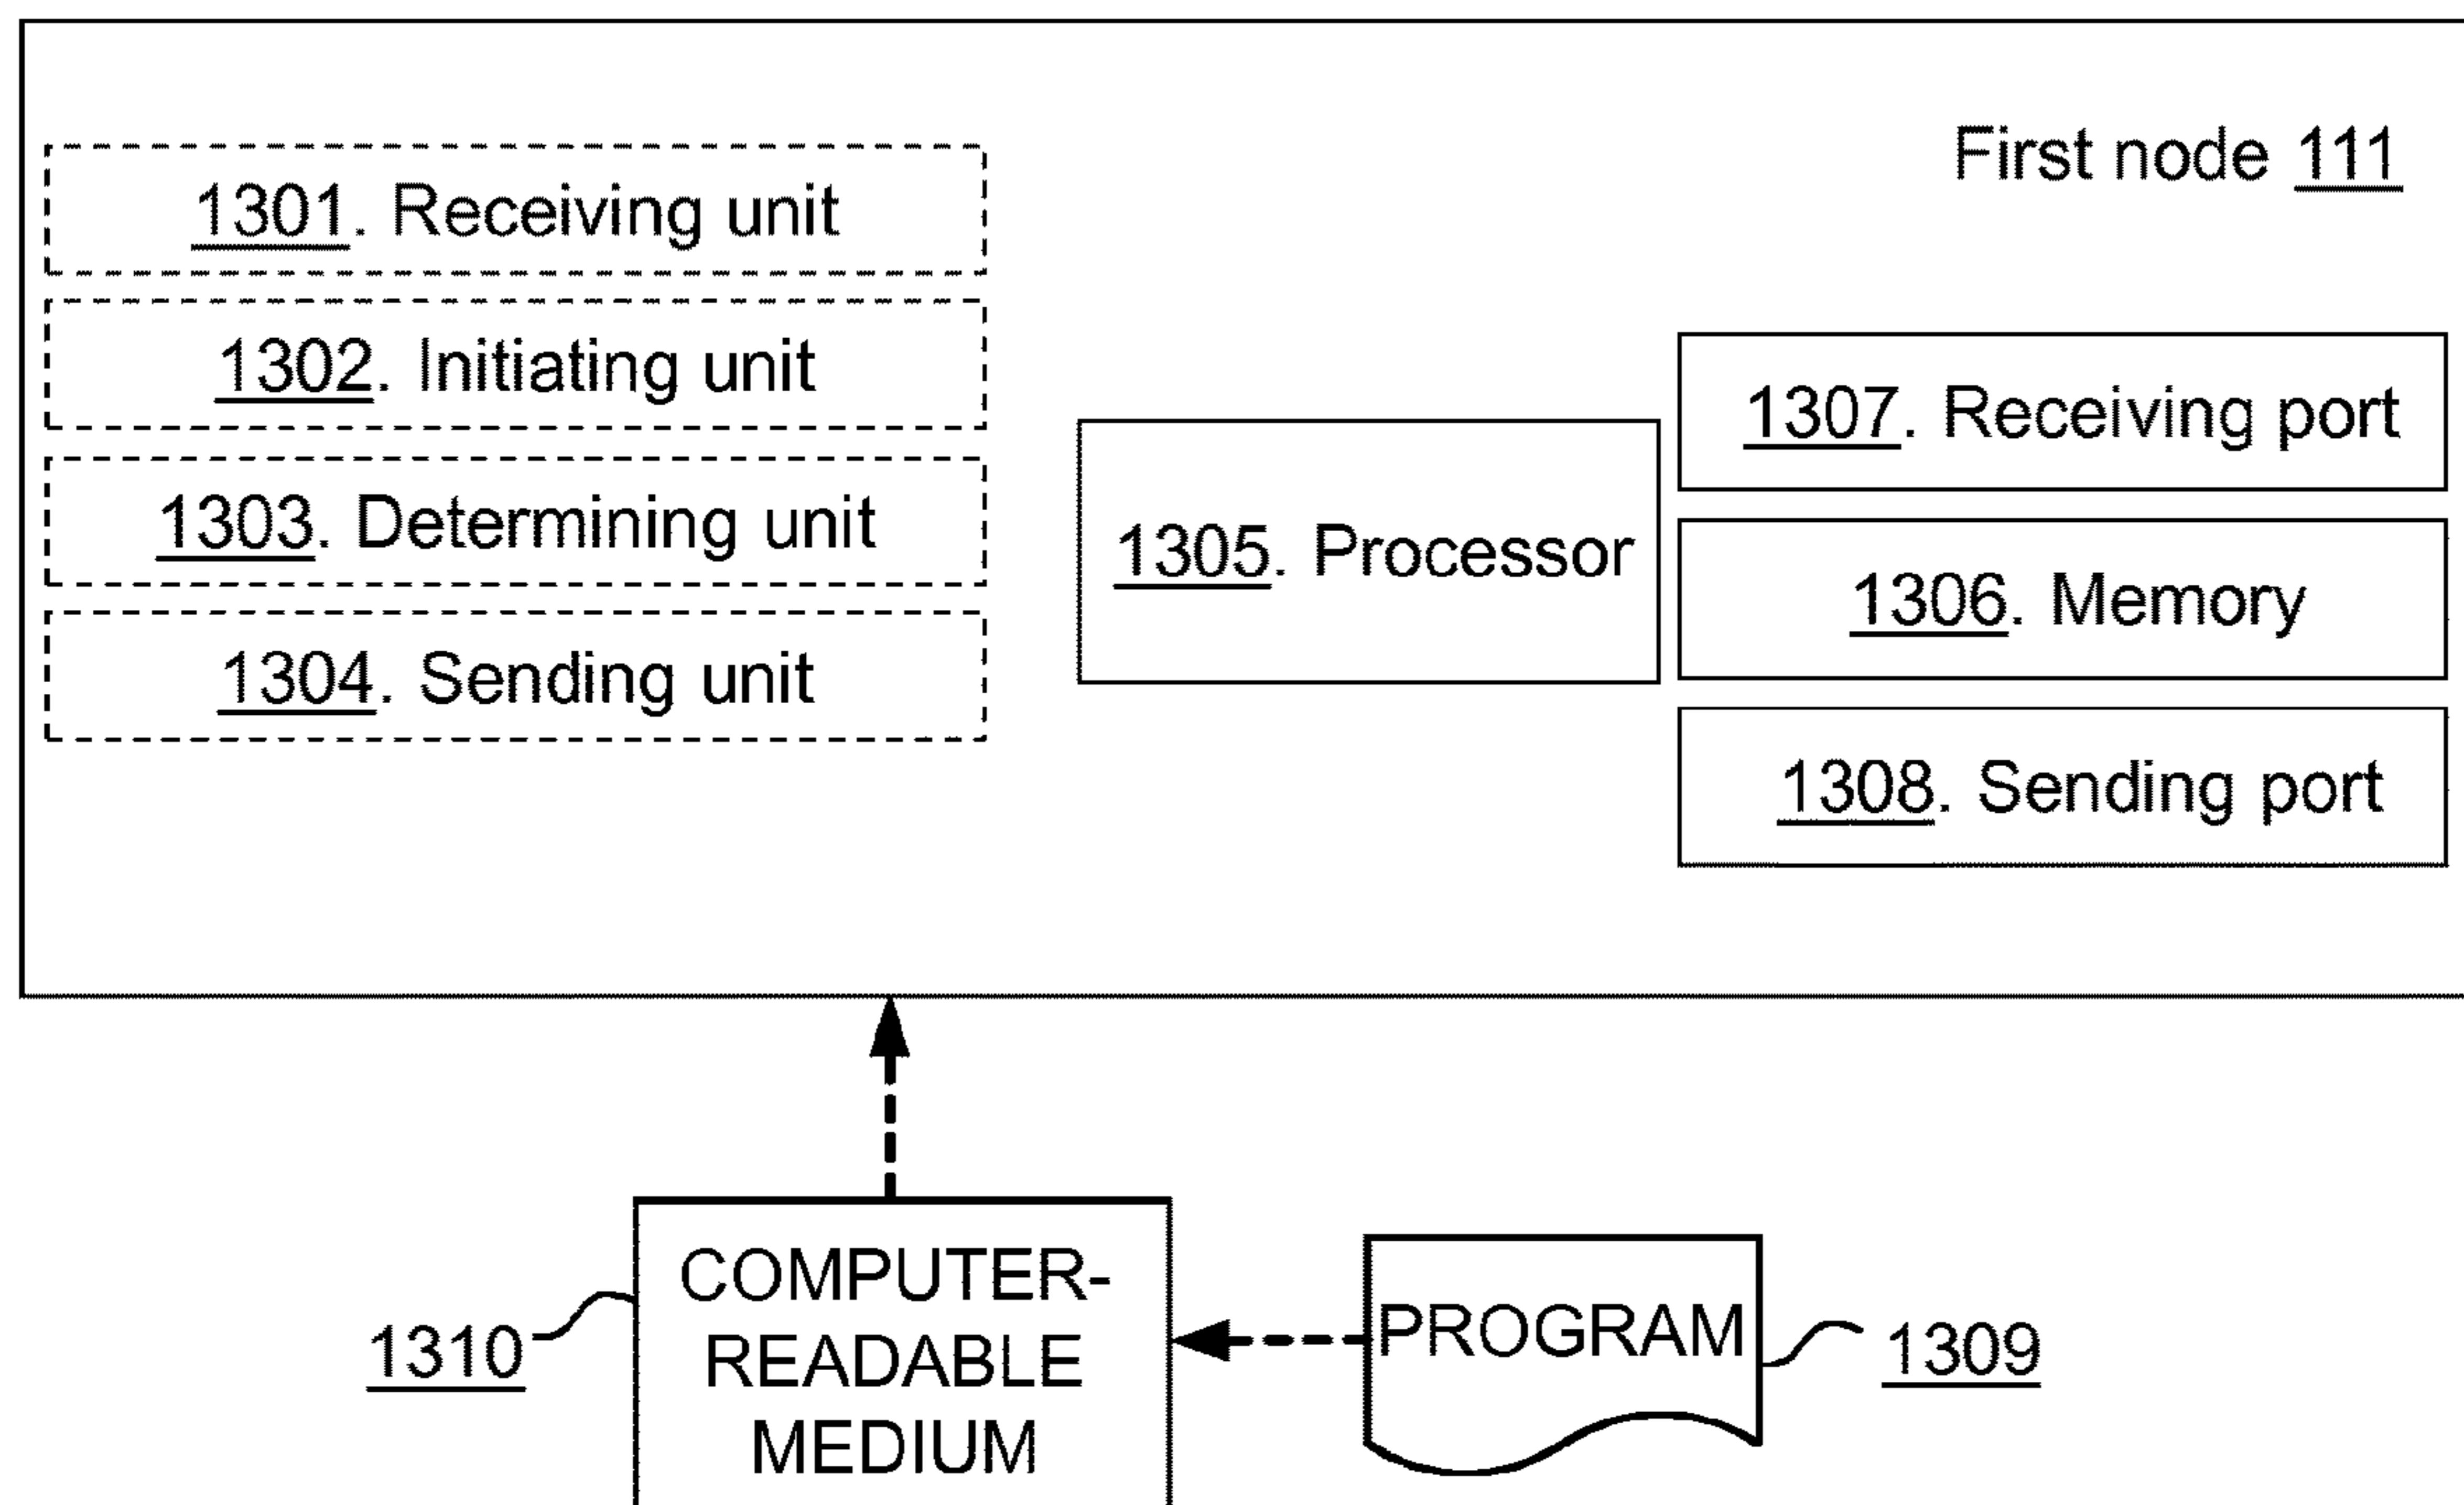 First node 111
1301. Receiving unit
1302. Initiating unit
1303. Determining unit
1304. Sending unit
1305. Processor
1307. Receiving port
1306. Memory
1308. Sending port
1310
COMPUTER-
READABLE
MEDIUM
PROGRAM
1309